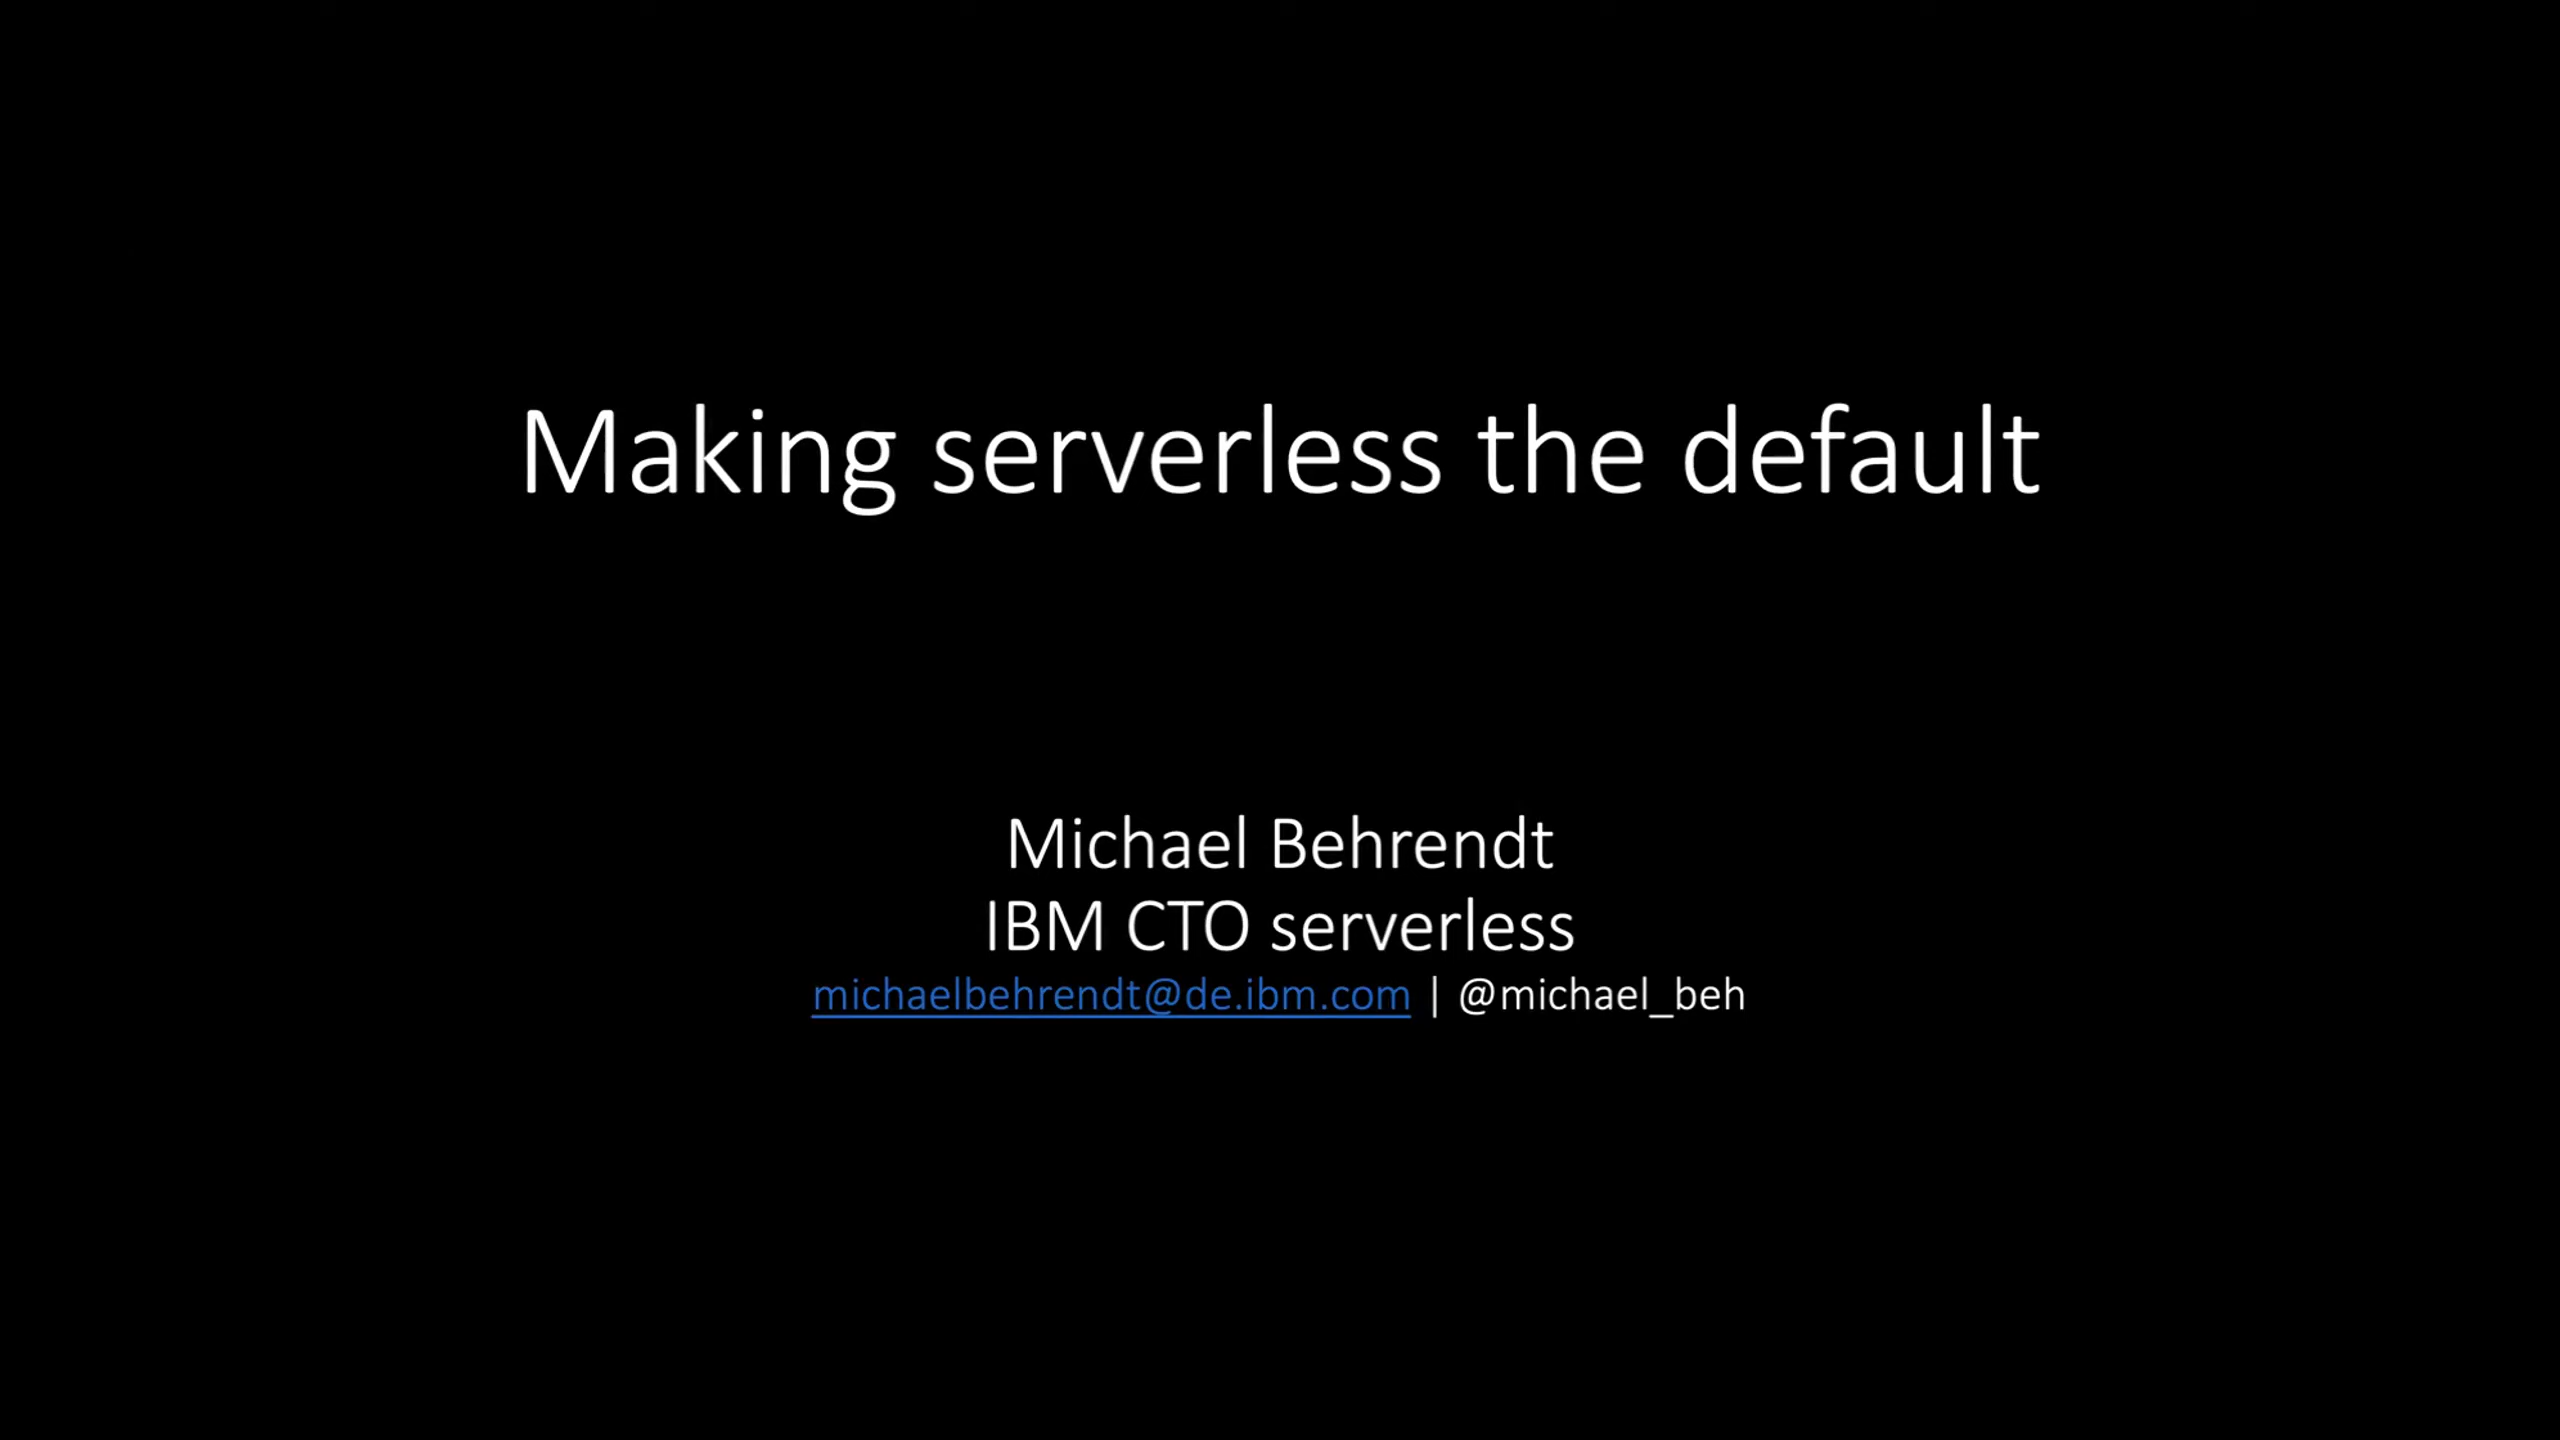 Making serverless the default
Michael Behrendt
IBM CTO serverless
michaelbehrendt@de.ibm.com | @michael_beh